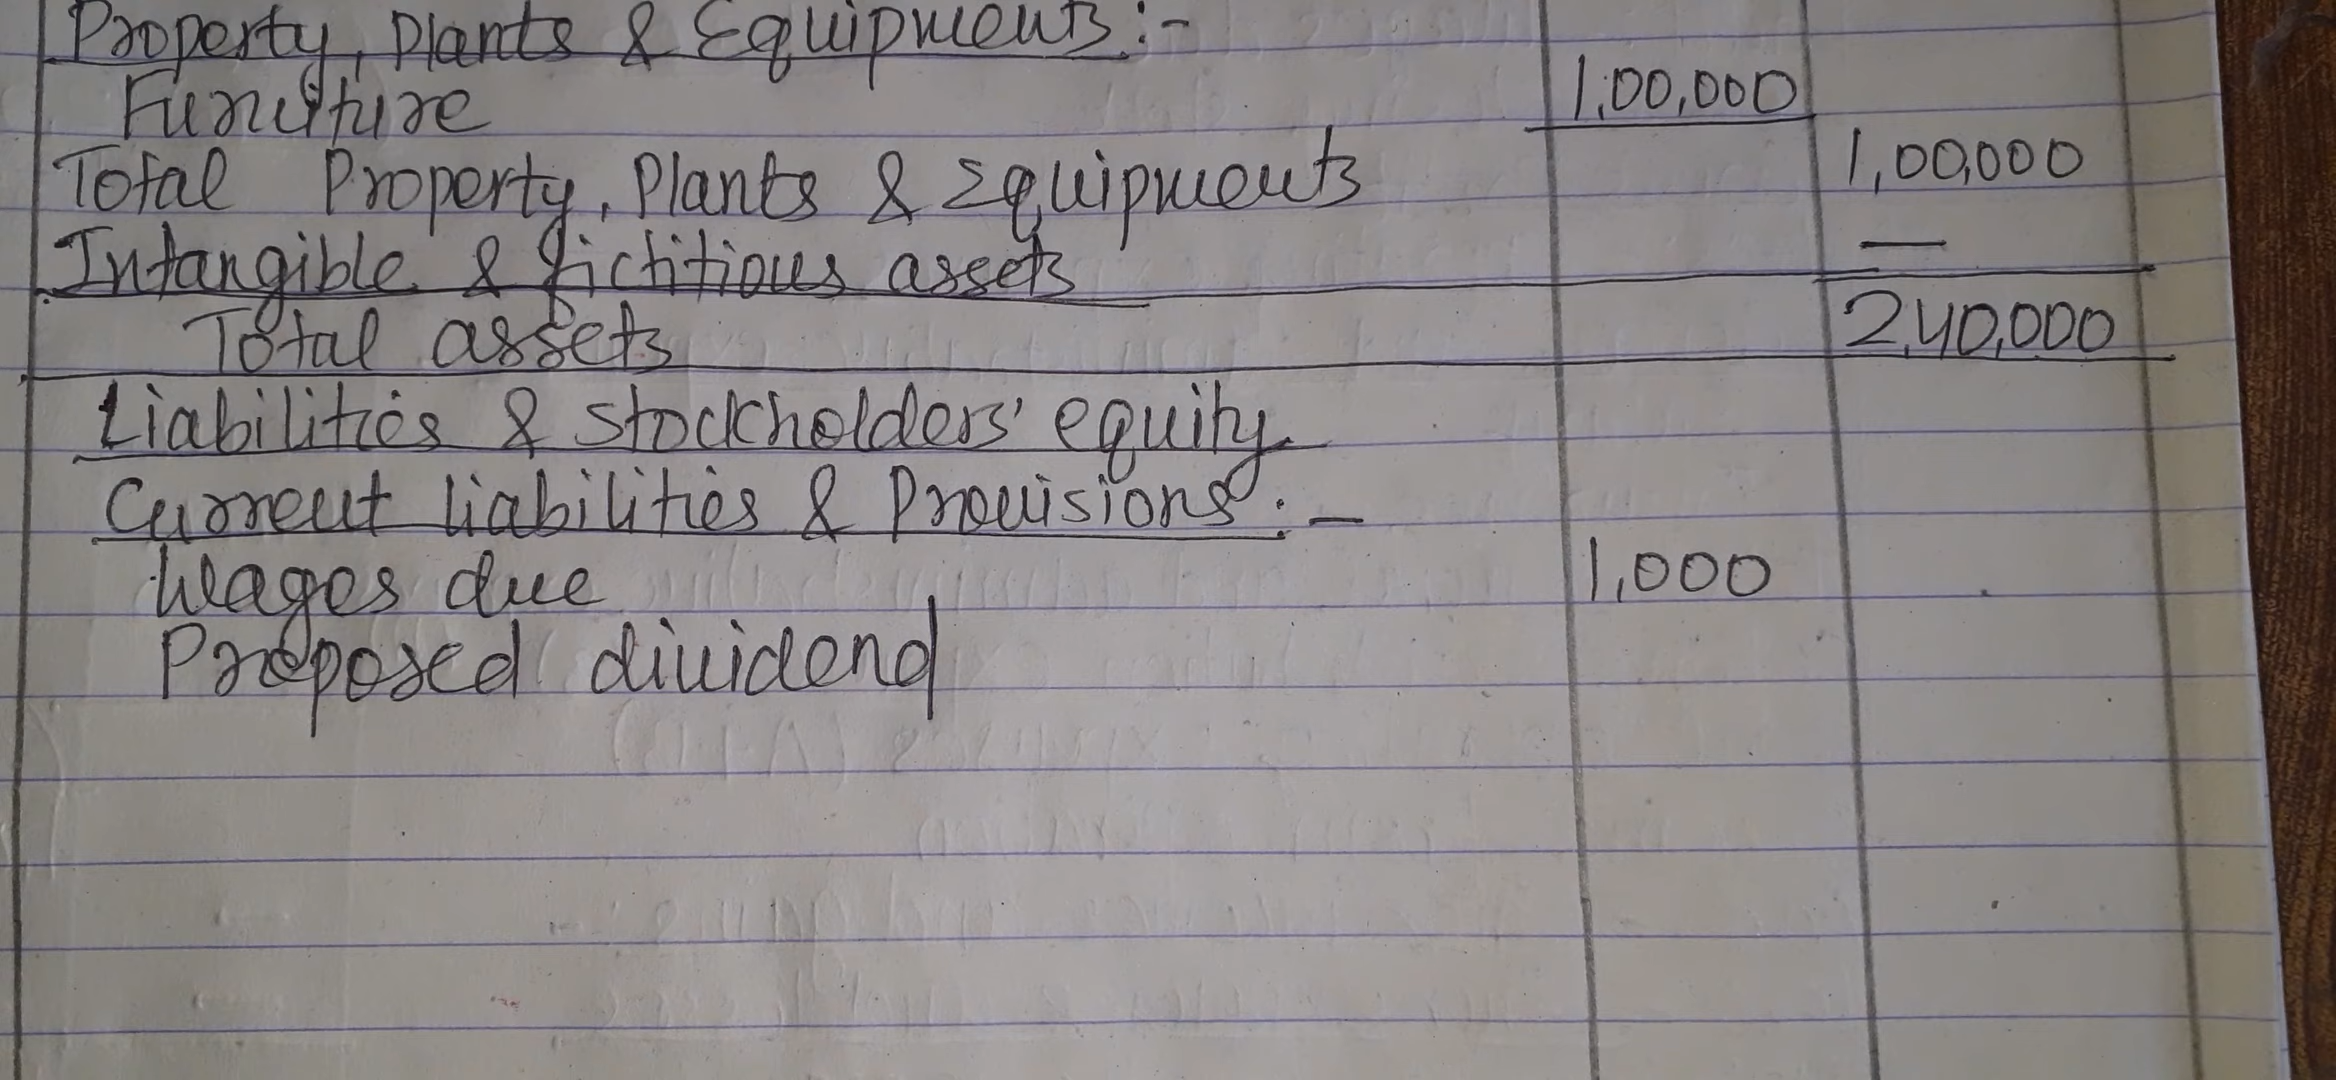 Property, Plants & Equipments:-
Furniture 1,00,000
Total Property, Plants & Equipments 1,00,000
Intangible & fictitious assets —
Total assets 2,40,000
Liabilities & stockholders' equity
Current liabilities & Provisions:-
Wages due 1,000
Proposed dividend